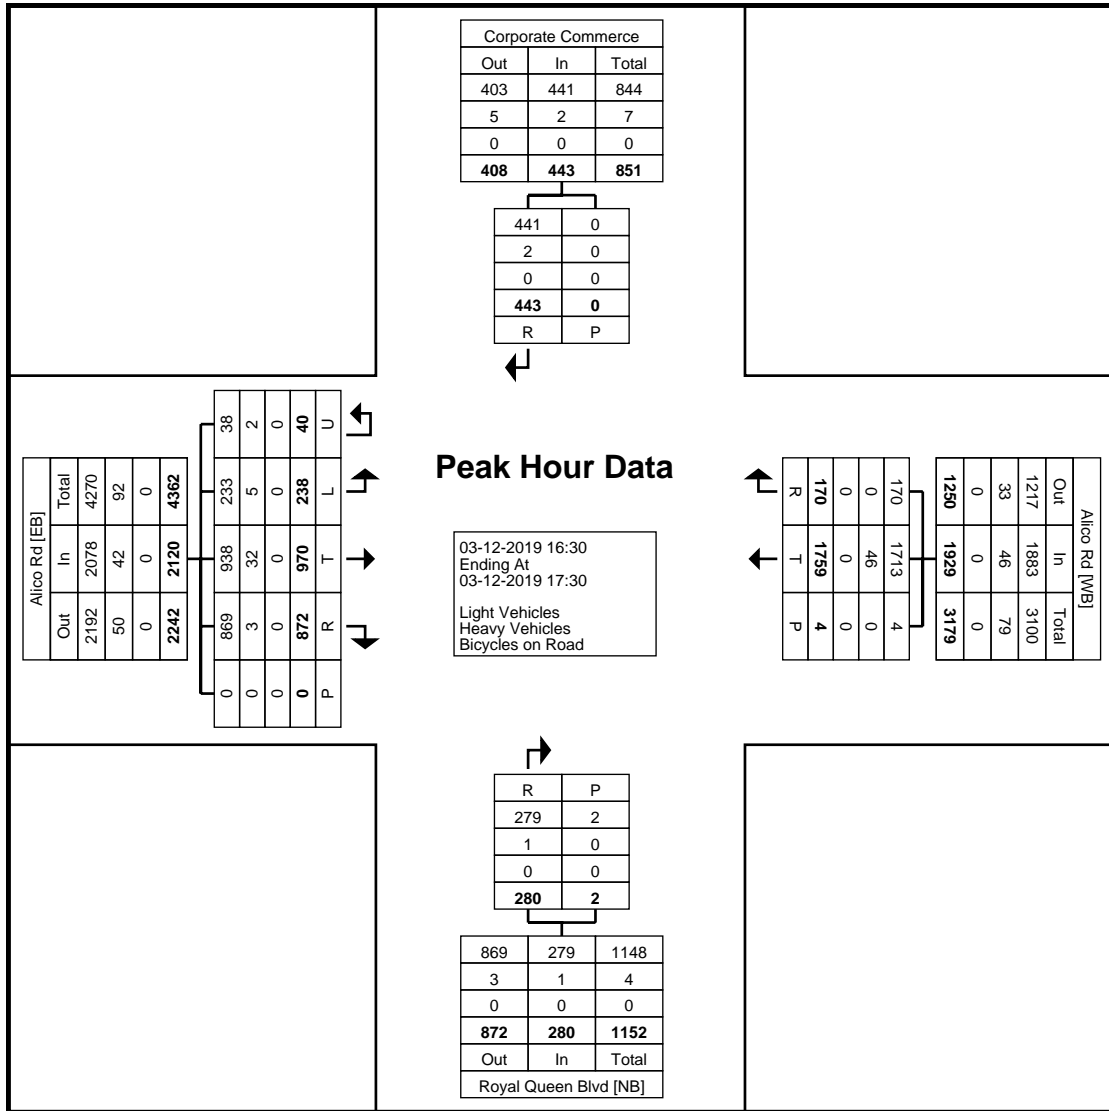 Corporate Commerce
Out In Total
403 441 844
5 2 7
0 0 0
408 443 851
441 0
2 0
0 0
443 0
R P
Peak Hour Data
03-12-2019 16:30
Ending At
03-12-2019 17:30
Light Vehicles
Heavy Vehicles
Bicycles on Road
Alico Rd [EB]
Out In Total
2192 2078 4270
50 42 92
0 0 0
2242 2120 4362
0 869 938 233 38
0 3 32 5 2
0 0 0 0 0
0 872 970 238 40
P R T L U
Alico Rd [WB]
Out In Total
1217 1883 3100
33 46 79
0 0 0
1250 1929 3179
170 1713 4
0 46 0
0 0 0
170 1759 4
R T P
R P
279 2
1 0
0 0
280 2
869 279 1148
3 1 4
0 0 0
872 280 1152
Out In Total
Royal Queen Blvd [NB]